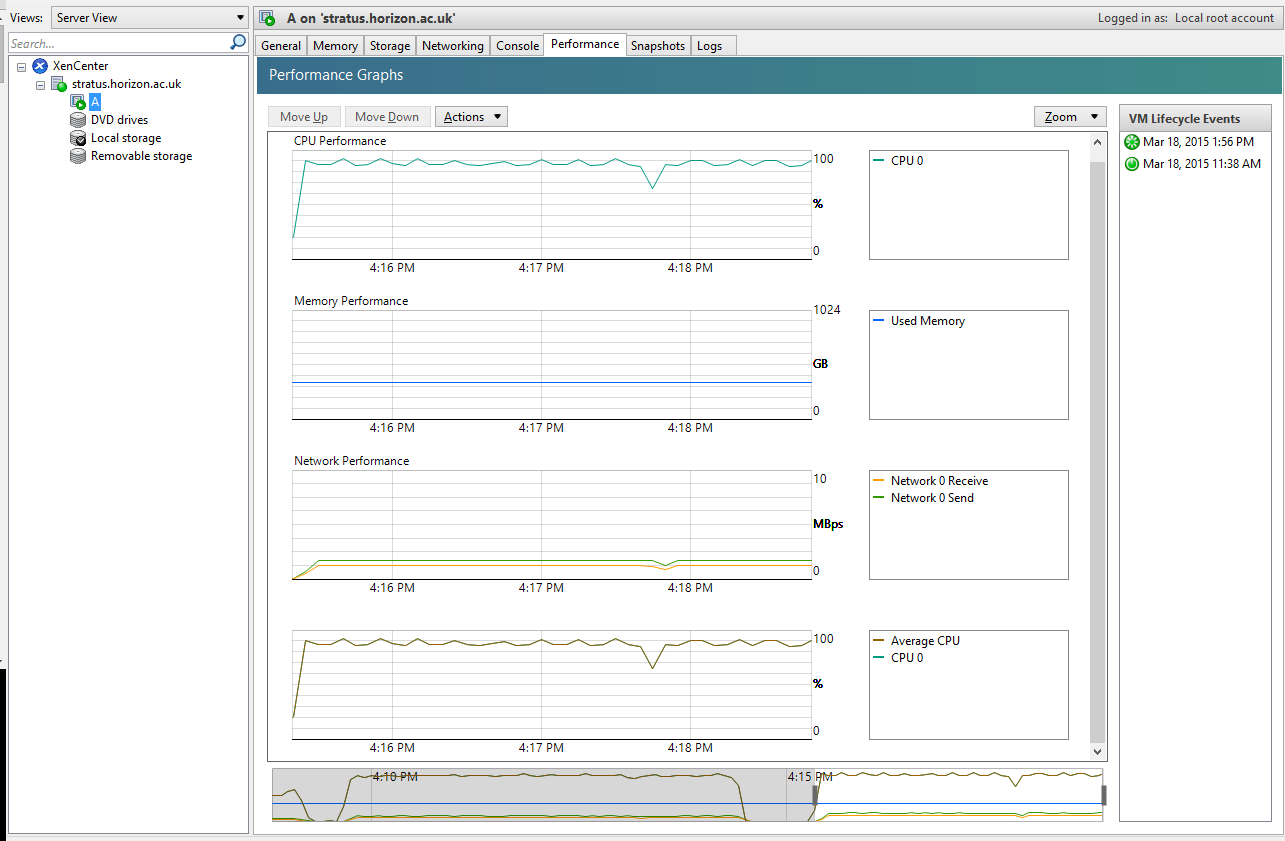 Views: Server View
A on 'stratus.horizon.ac.uk'
Logged in as: Local root account
Search...
General Memory Storage Networking Console Performance Snapshots Logs
XenCenter
stratus.horizon.ac.uk
A
DVD drives
Local storage
Removable storage
Performance Graphs
Move Up Move Down Actions Zoom
VM Lifecycle Events
Mar 18, 2015 1:56 PM
Mar 18, 2015 11:38 AM
CPU Performance
100
%
0
4:16 PM 4:17 PM 4:18 PM
CPU 0
Memory Performance
1024
GB
0
4:16 PM 4:17 PM 4:18 PM
Used Memory
Network Performance
10
MBps
0
4:16 PM 4:17 PM 4:18 PM
Network 0 Receive
Network 0 Send
100
%
0
4:16 PM 4:17 PM 4:18 PM
Average CPU
CPU 0
4:10 PM 4:15 PM